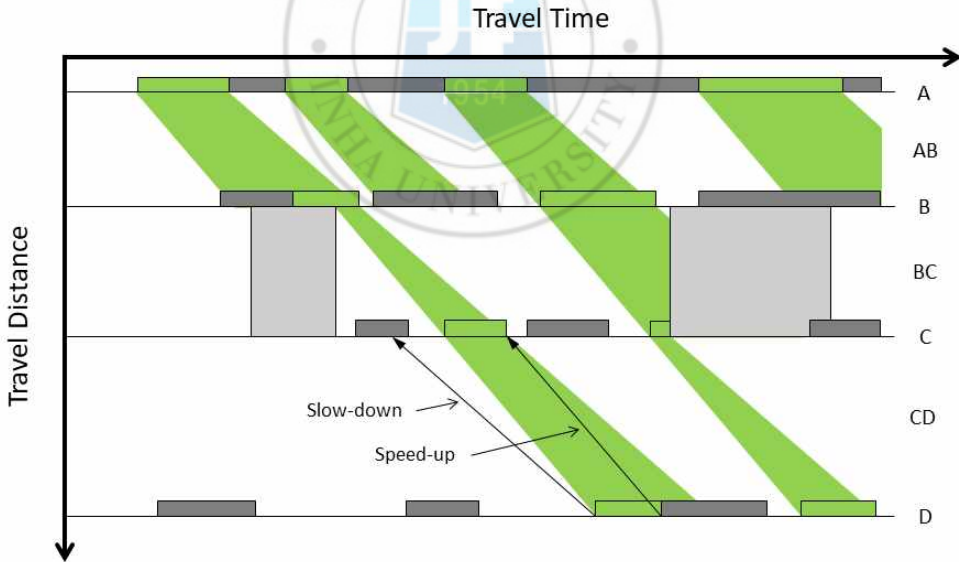 Travel Time
A
1954
AB
INHA UNIVERSITY
B
BC
Travel Distance
C
Slow-down
CD
Speed-up
D